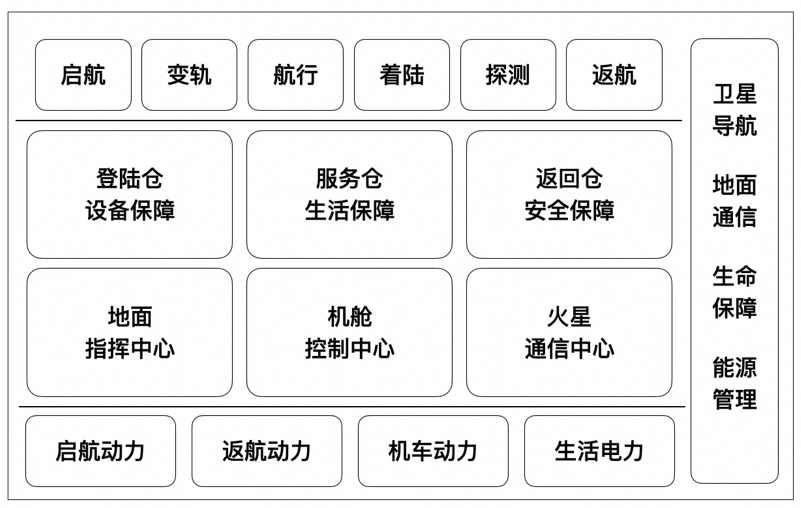 启航
变轨
航行
着陆
探测
返航
登陆仓
设备保障
服务仓
生活保障
返回仓
安全保障
地面
指挥中心
机舱
控制中心
火星
通信中心
启航动力
返航动力
机车动力
生活电力
卫星
导航
地面
通信
生命
保障
能源
管理